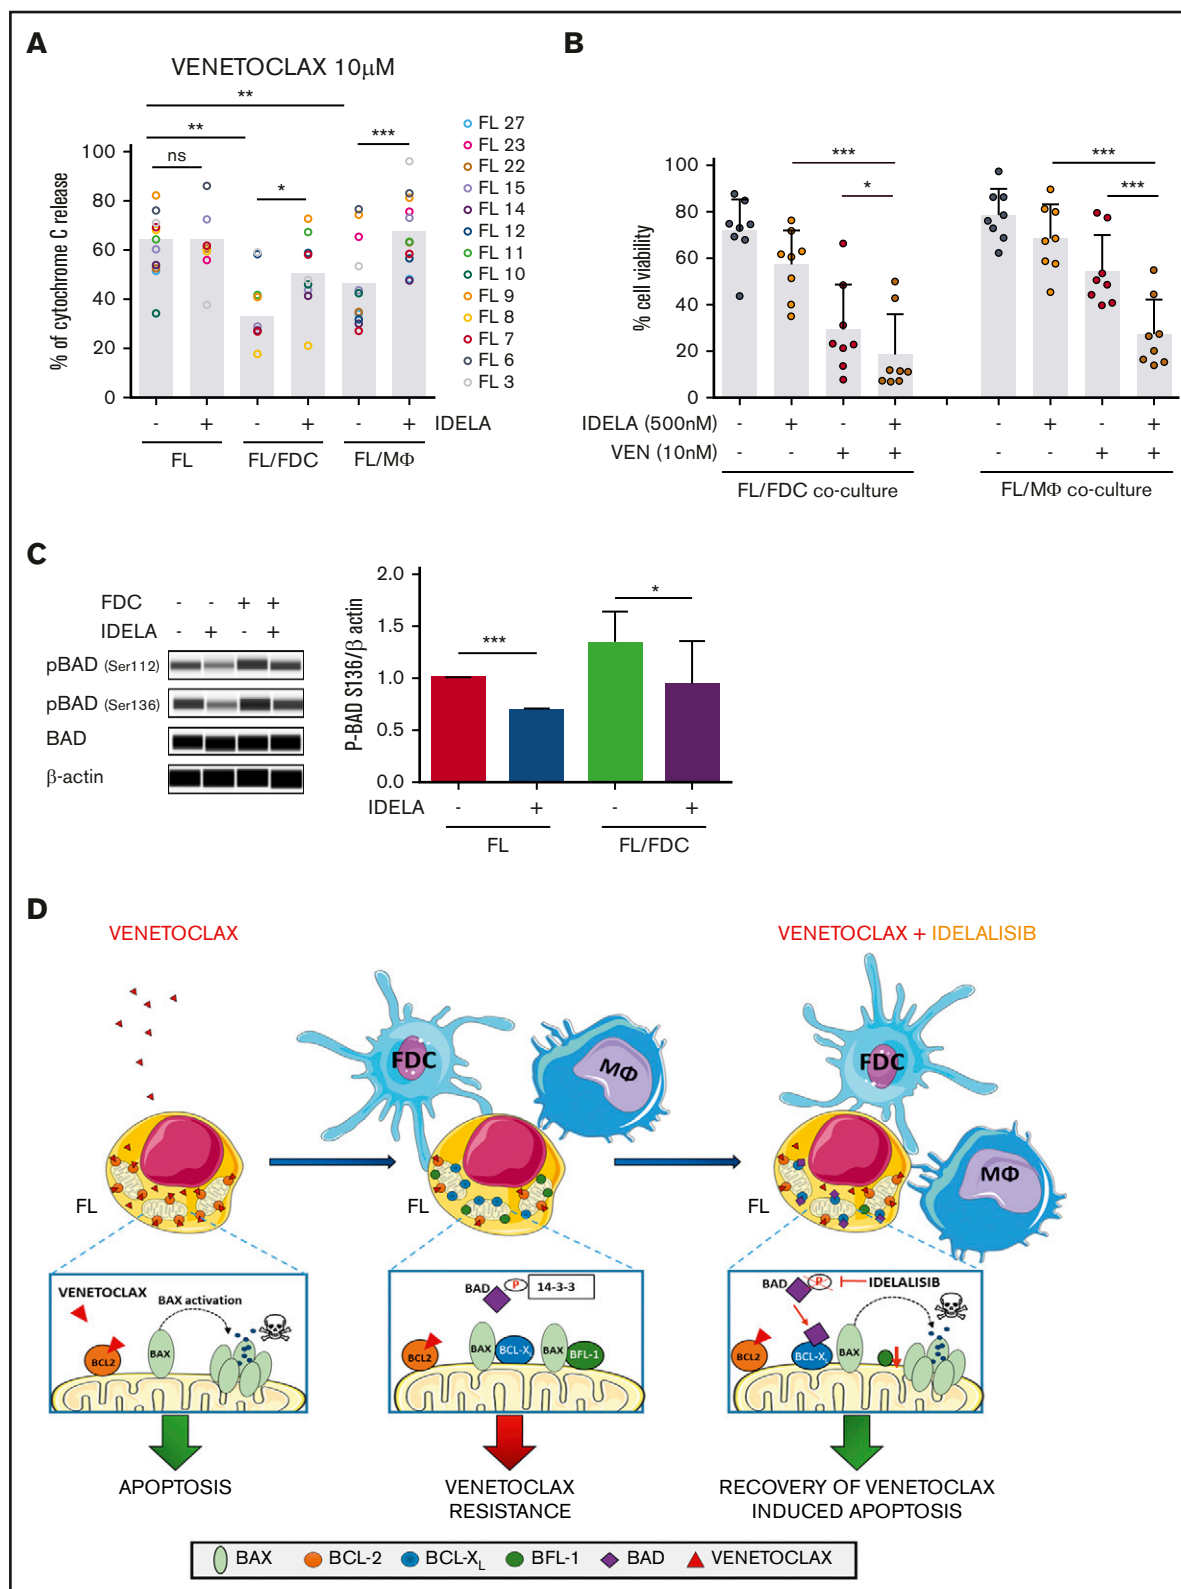 A
VENETOCLAX 10μM
**
**
ns
*
***
% of cytochrome C release
100
80
60
40
20
0
- + - + - + IDELA
FL FL/FDC FL/MΦ
FL 27
FL 23
FL 22
FL 15
FL 14
FL 12
FL 11
FL 10
FL 9
FL 8
FL 7
FL 6
FL 3
B
% cell viability
100
80
60
40
20
0
***
*
***
***
IDELA (500nM) - + - + - + - +
VEN (10nM) - - + + - - + +
FL/FDC co-culture FL/MΦ co-culture
C
FDC - - + +
IDELA - + - +
pBAD (Ser112)
pBAD (Ser136)
BAD
β-actin
P-BAD S136/β actin
2.0
1.5
1.0
0.5
0.0
***
*
IDELA - + - +
FL FL/FDC
D
VENETOCLAX
VENETOCLAX + IDELALISIB
FDC
MΦ
FDC
MΦ
FL
FL
FL
VENETOCLAX
BAX activation
BCL2
BAX
BAD
P
14-3-3
BCL2
BAX
BCL-X
BAX
BFL-1
BAD
P
IDELALISIB
BCL2
BCL-X
BAX
APOPTOSIS
VENETOCLAX
RESISTANCE
RECOVERY OF VENETOCLAX
INDUCED APOPTOSIS
BAX BCL-2 BCL-XL BFL-1 BAD VENETOCLAX